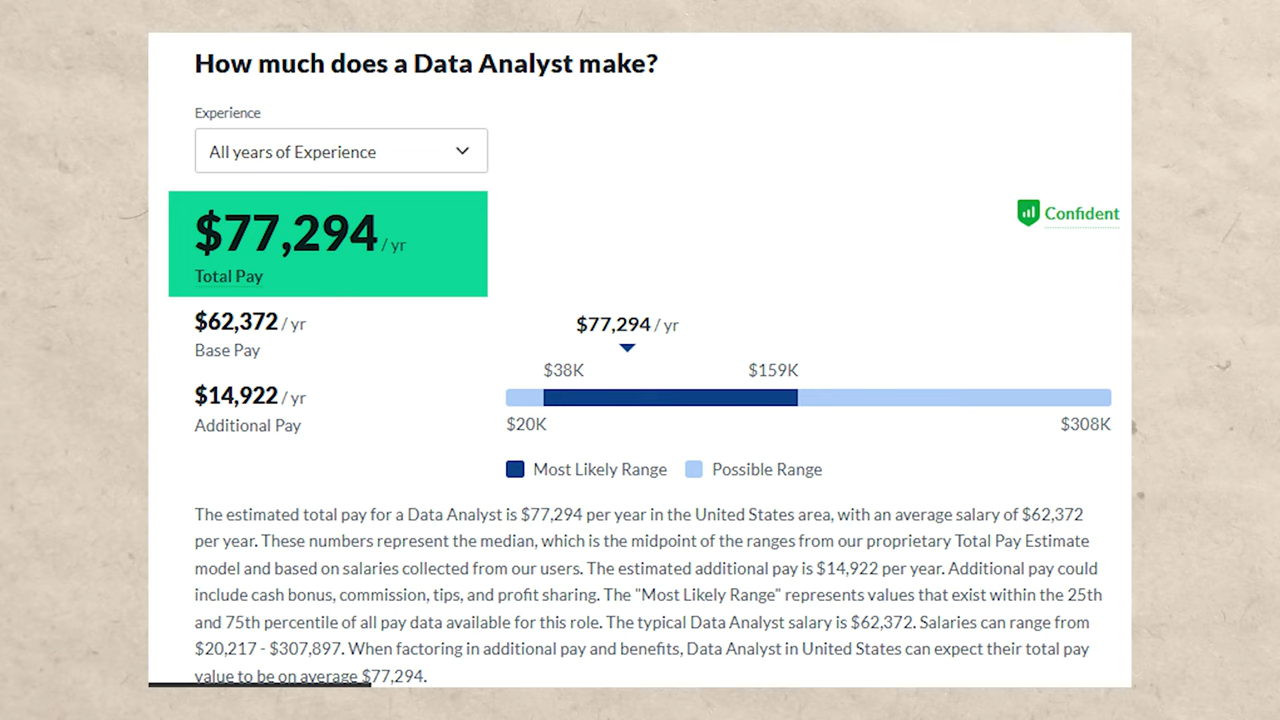 How much does a Data Analyst make?
Experience
All years of Experience
$77,294 / yr
Total Pay
Confident
$62,372 / yr
Base Pay
$14,922 / yr
Additional Pay
$77,294 / yr
$38K $159K
$20K $308K
Most Likely Range Possible Range
The estimated total pay for a Data Analyst is $77,294 per year in the United States area, with an average salary of $62,372
per year. These numbers represent the median, which is the midpoint of the ranges from our proprietary Total Pay Estimate
model and based on salaries collected from our users. The estimated additional pay is $14,922 per year. Additional pay could
include cash bonus, commission, tips, and profit sharing. The "Most Likely Range" represents values that exist within the 25th
and 75th percentile of all pay data available for this role. The typical Data Analyst salary is $62,372. Salaries can range from
$20,217 - $307,897. When factoring in additional pay and benefits, Data Analyst in United States can expect their total pay
value to be on average $77,294.